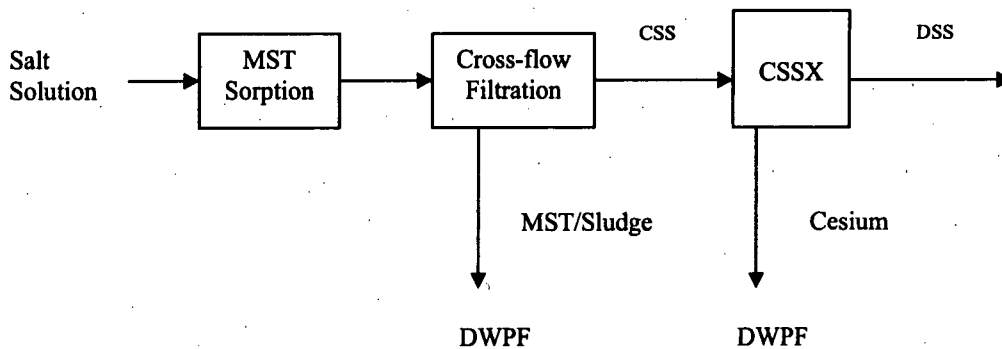 CSS
DSS
Salt
Solution
MST
Sorption
Cross-flow
Filtration
CSSX
MST/Sludge
Cesium
DWPF
DWPF